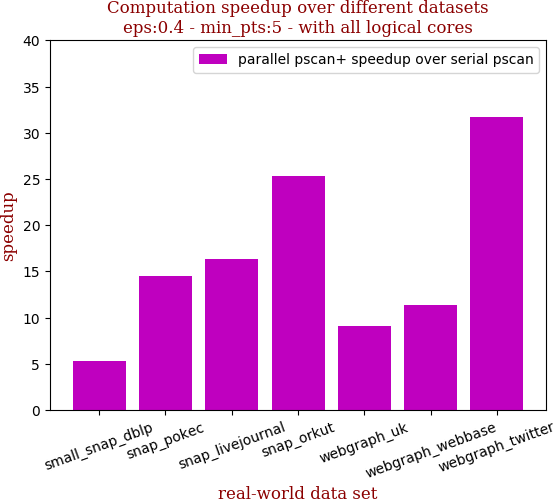 Computation speedup over different datasets
eps:0.4 - min_pts:5 - with all logical cores
parallel pscan+ speedup over serial pscan
speedup
40
35
30
25
20
15
10
5
0
small_snap_dblp
snap_pokec
snap_livejournal
snap_orkut
webgraph_uk
webgraph_webbase
webgraph_twitter
real-world data set